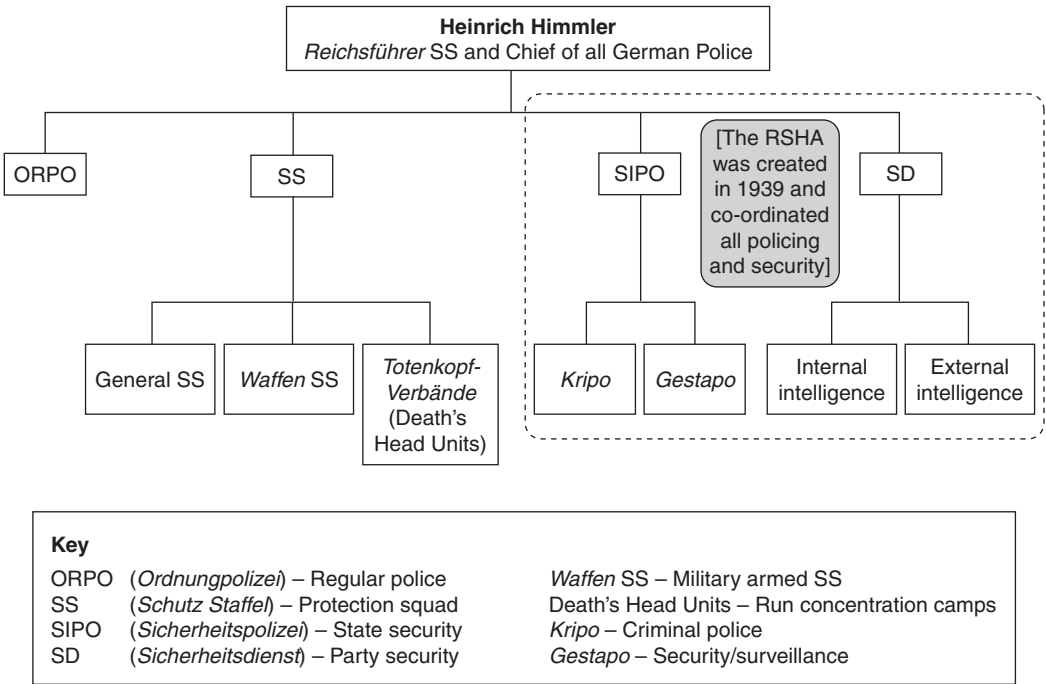 Heinrich Himmler
Reichsführer SS and Chief of all German Police
ORPO
SS
SIPO
[The RSHA
was created
in 1939 and
co-ordinated
all policing
and security]
SD
General SS
Waffen SS
Totenkopf-
Verbände
(Death's
Head Units)
Kripo
Gestapo
Internal
intelligence
External
intelligence
Key
ORPO (Ordnungpolizei) – Regular police
SS (Schutz Staffel) – Protection squad
SIPO (Sicherheitspolizei) – State security
SD (Sicherheitsdienst) – Party security
Waffen SS – Military armed SS
Death's Head Units – Run concentration camps
Kripo – Criminal police
Gestapo – Security/surveillance